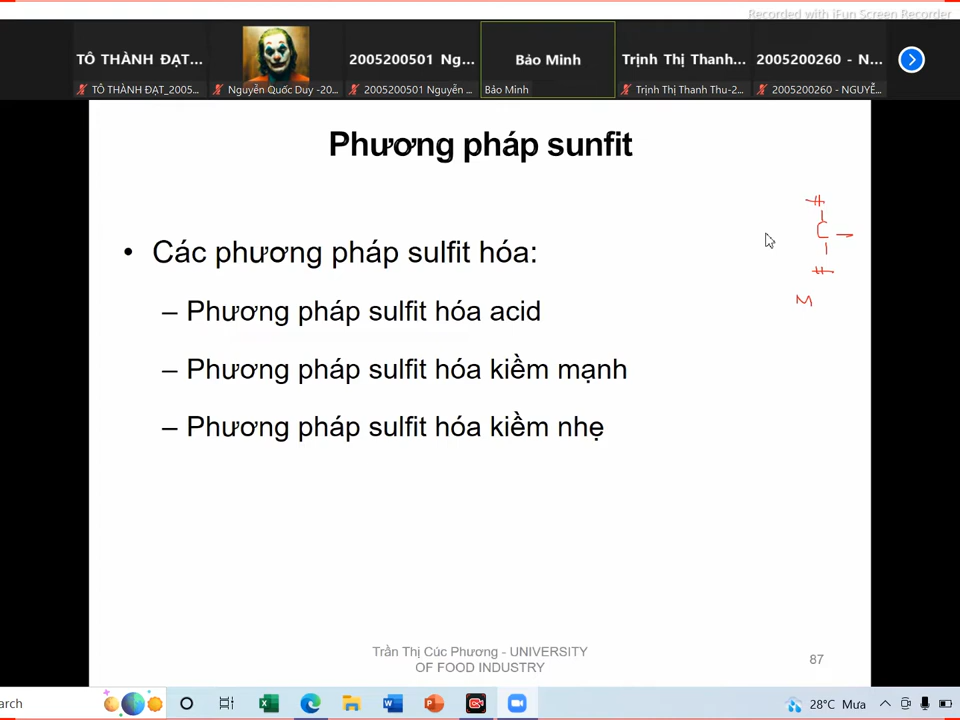 Recorded with iFun Screen Recorder
TÔ THÀNH ĐẠT...
2005200501 Ng...
Bảo Minh
Trịnh Thị Thanh...
2005200260 - N...
TÔ THÀNH ĐẠT_2005...
Nguyễn Quốc Duy -20...
2005200501 Nguyễn ...
Bảo Minh
Trịnh Thị Thanh Thu-2...
2005200260 - NGUYỄ...
Phương pháp sunfit
• Các phương pháp sulfit hóa:
– Phương pháp sulfit hóa acid
– Phương pháp sulfit hóa kiềm mạnh
– Phương pháp sulfit hóa kiềm nhẹ
Trần Thị Cúc Phương - UNIVERSITY
OF FOOD INDUSTRY
87
arch
28°C Mưa